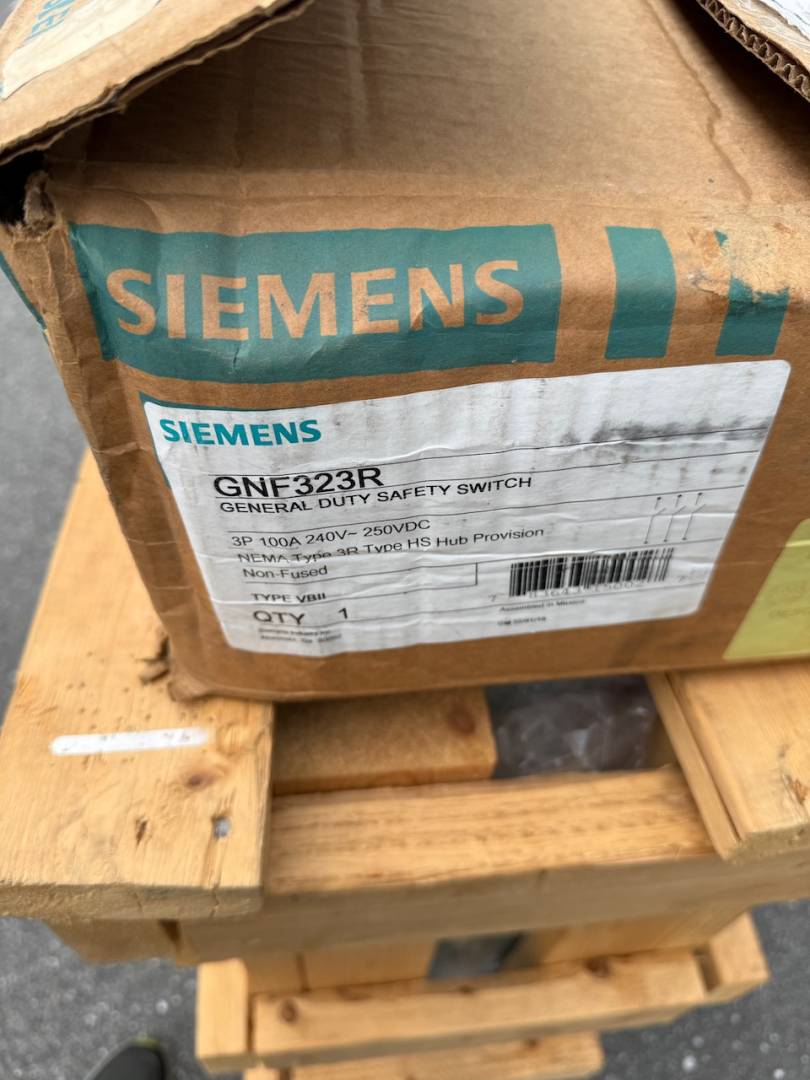 SIEMENS
SIEMENS
GNF323R
GENERAL DUTY SAFETY SWITCH
3P 100A 240V~ 250VDC
NEMA Type 3R Type HS Hub Provision
Non-Fused
TYPE VBII
QTY 1
Assembled in Mexico